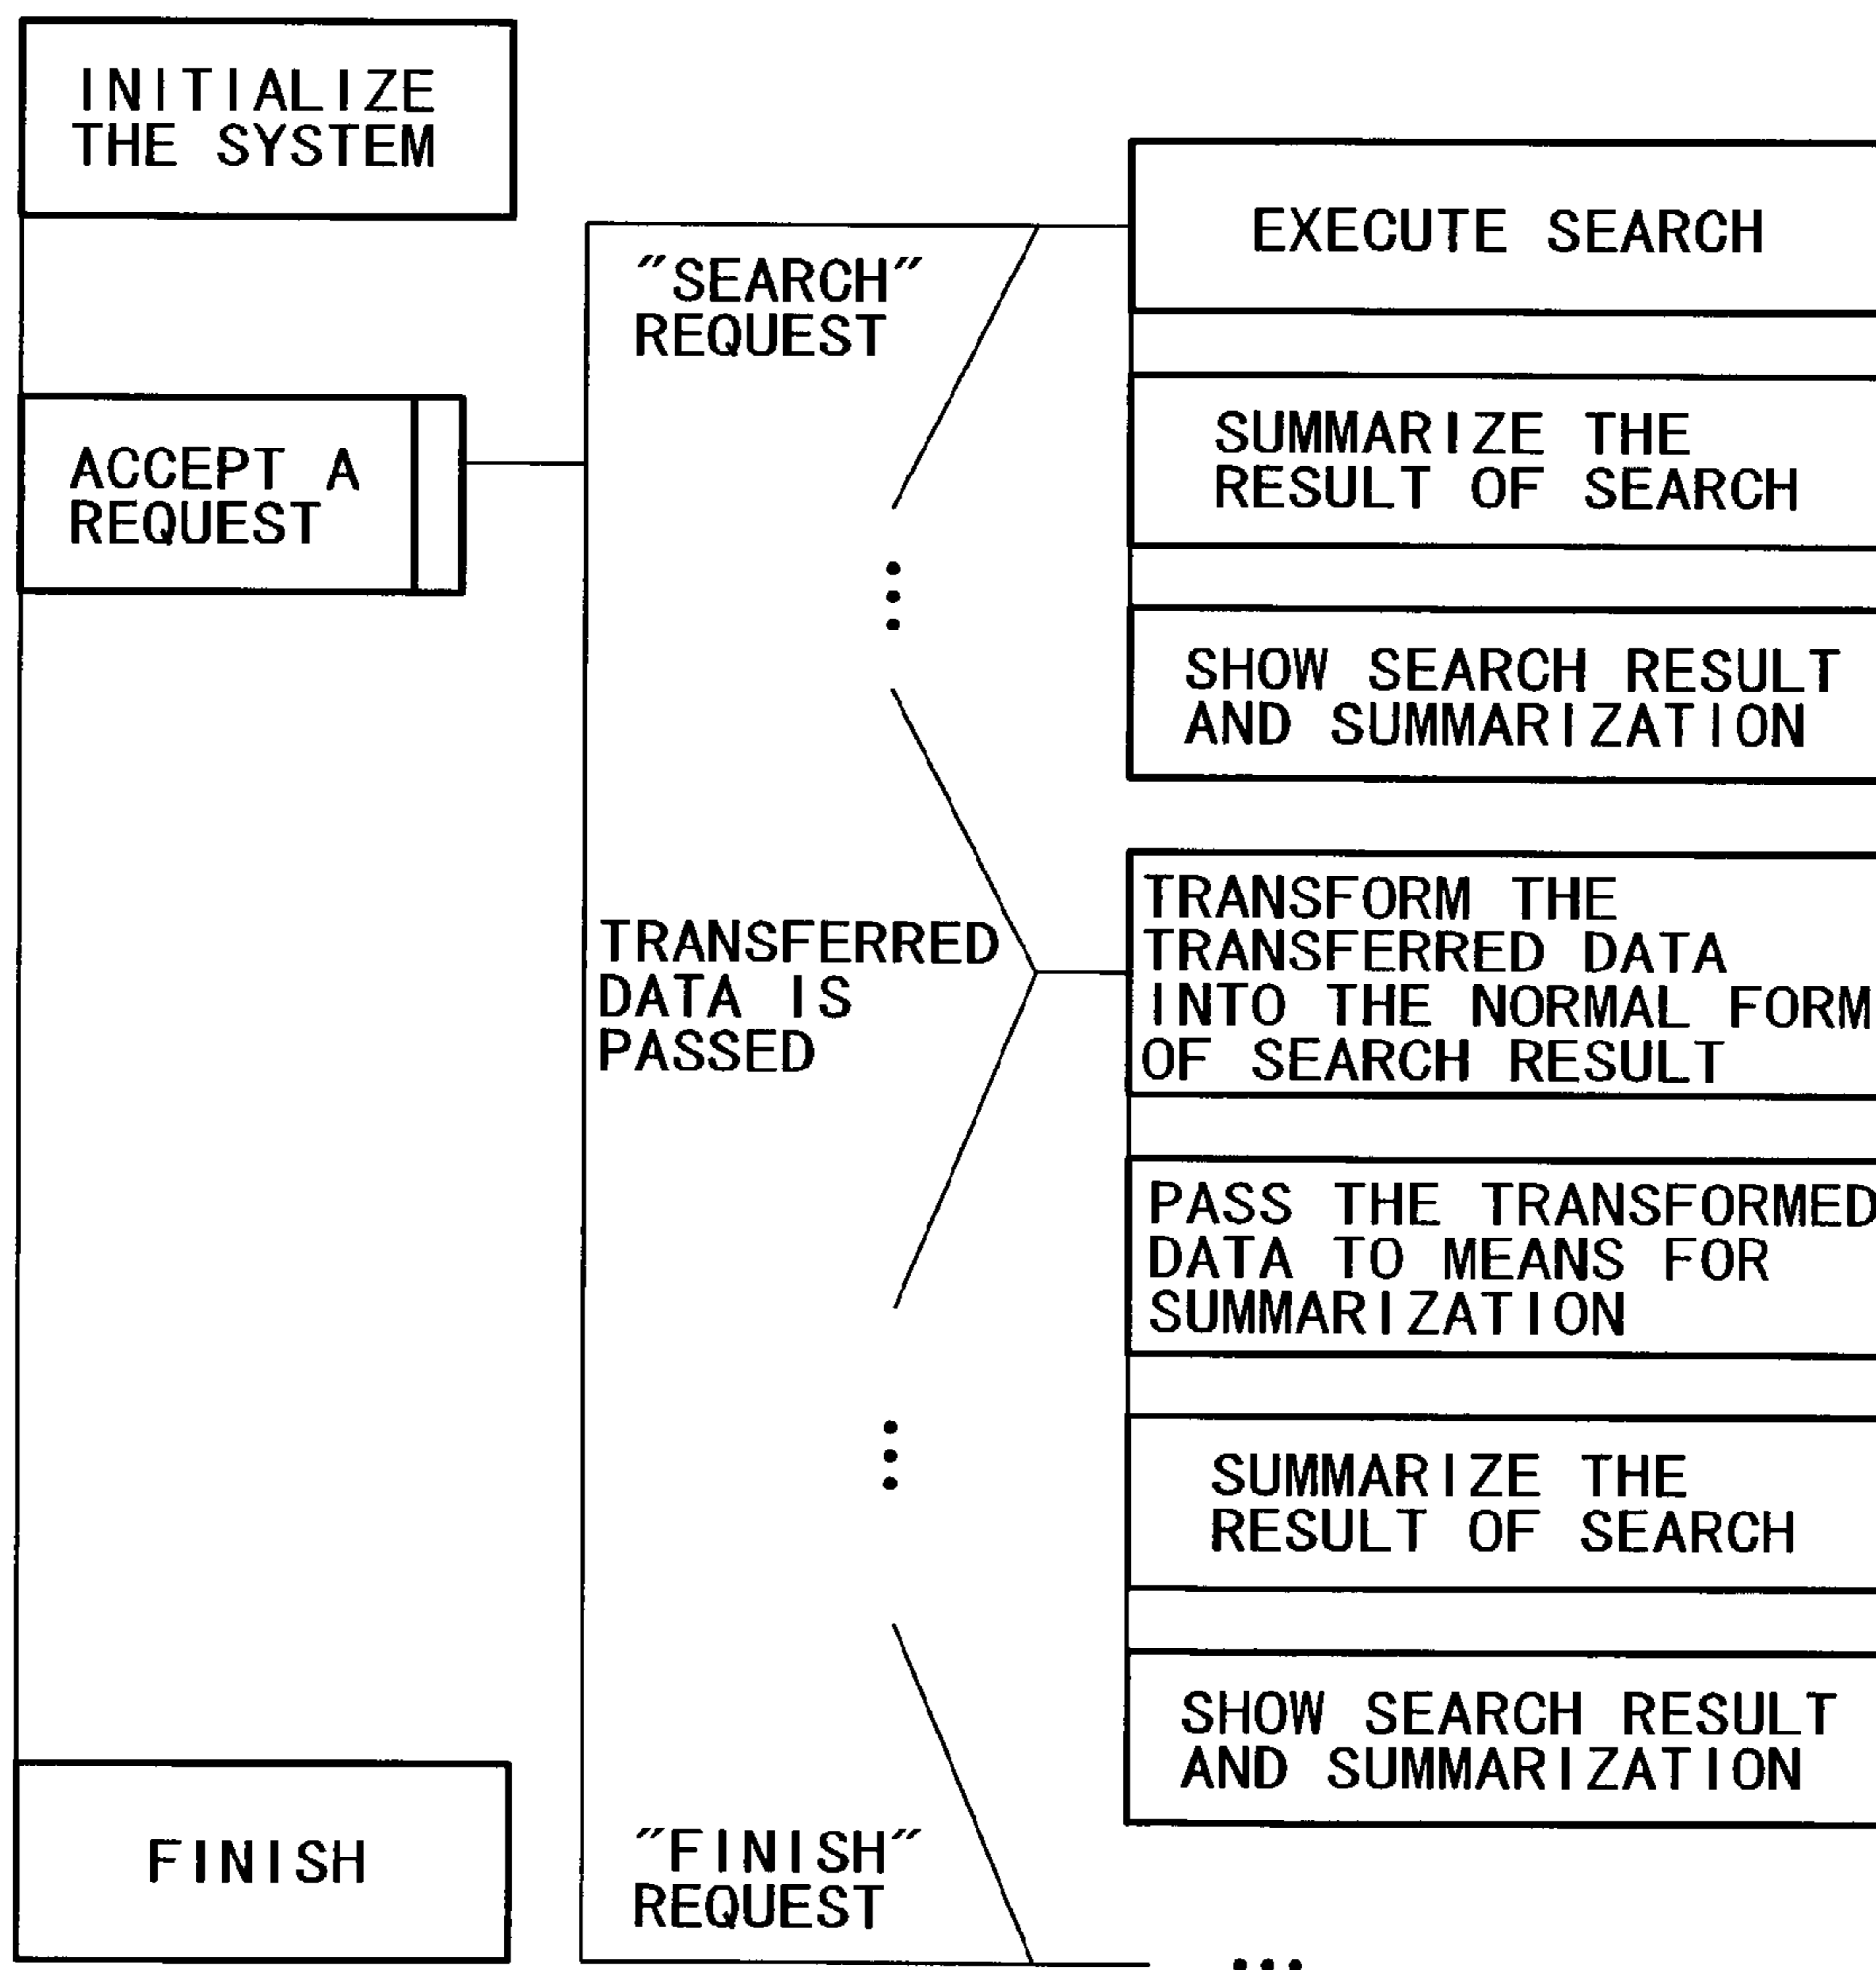 INITIALIZE
THE SYSTEM
ACCEPT A
REQUEST
FINISH
"SEARCH"
REQUEST
TRANSFERRED
DATA IS
PASSED
"FINISH"
REQUEST
EXECUTE SEARCH
SUMMARIZE THE
RESULT OF SEARCH
SHOW SEARCH RESULT
AND SUMMARIZATION
TRANSFORM THE
TRANSFERRED DATA
INTO THE NORMAL FORM
OF SEARCH RESULT
PASS THE TRANSFORMED
DATA TO MEANS FOR
SUMMARIZATION
SUMMARIZE THE
RESULT OF SEARCH
SHOW SEARCH RESULT
AND SUMMARIZATION